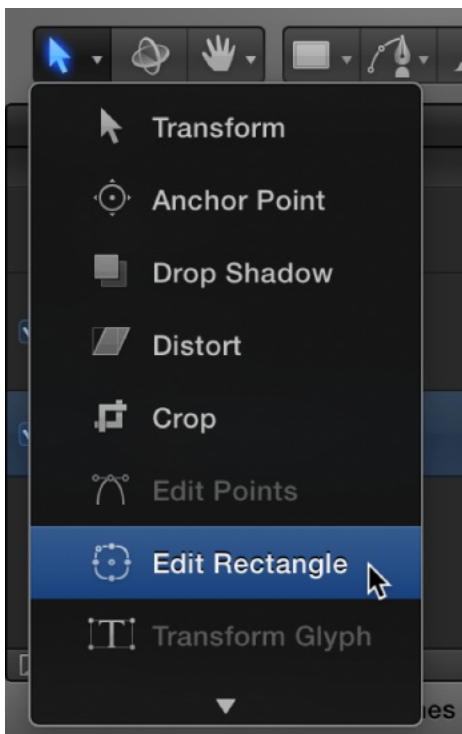 Transform
Anchor Point
Drop Shadow
Distort
Crop
Edit Points
Edit Rectangle
Transform Glyph